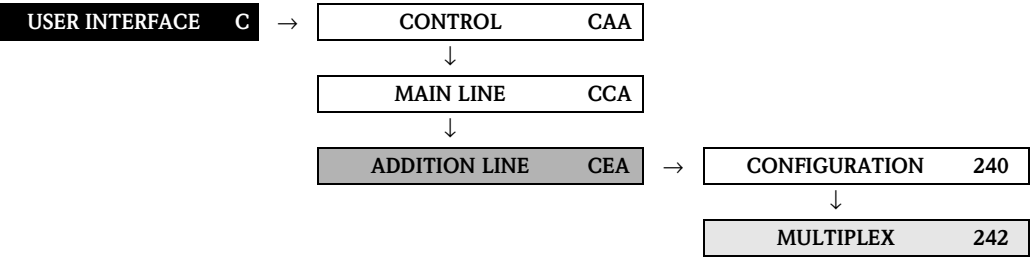 USER INTERFACE C → CONTROL CAA
↓
MAIN LINE CCA
↓
ADDITION LINE CEA → CONFIGURATION 240
↓
MULTIPLEX 242